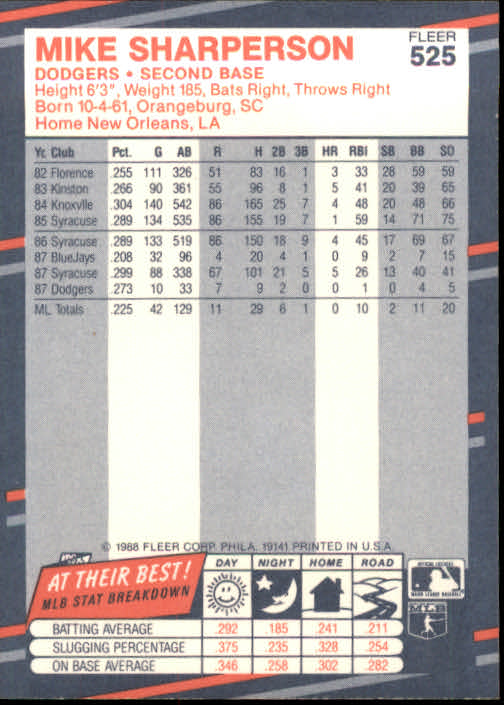 MIKE SHARPERSON
FLEER
525
DODGERS • SECOND BASE
Height 6'3", Weight 185, Bats Right, Throws Right
Born 10-4-61, Orangeburg, SC
Home New Orleans, LA
Yr. Club Pct. G AB R H 2B 3B HR RBI SB BB SO
82 Florence .255 111 326 51 83 16 1 3 33 28 59 59
83 Kinston .266 90 361 55 96 8 1 5 41 20 39 65
84 Knoxvlle .304 140 542 86 165 25 7 4 48 20 48 66
85 Syracuse .289 134 535 86 155 19 7 1 59 14 71 75
86 Syracuse .289 133 519 86 150 18 9 4 45 17 69 67
87 BlueJays .208 32 96 4 20 4 1 0 9 2 7 15
87 Syracuse .299 88 338 67 101 21 5 5 26 13 40 41
87 Dodgers .273 10 33 7 9 2 0 0 1 0 4 5
ML Totals .225 42 129 11 29 6 1 0 10 2 11 20
© 1988 FLEER CORP. PHILA. 19141 PRINTED IN U.S.A.
AT THEIR BEST!
MLB STAT BREAKDOWN
DAY NIGHT HOME ROAD
BATTING AVERAGE .292 .185 .241 .211
SLUGGING PERCENTAGE .375 .235 .328 .254
ON BASE AVERAGE .346 .258 .302 .282
OFFICIAL LICENSEE
MAJOR LEAGUE BASEBALL